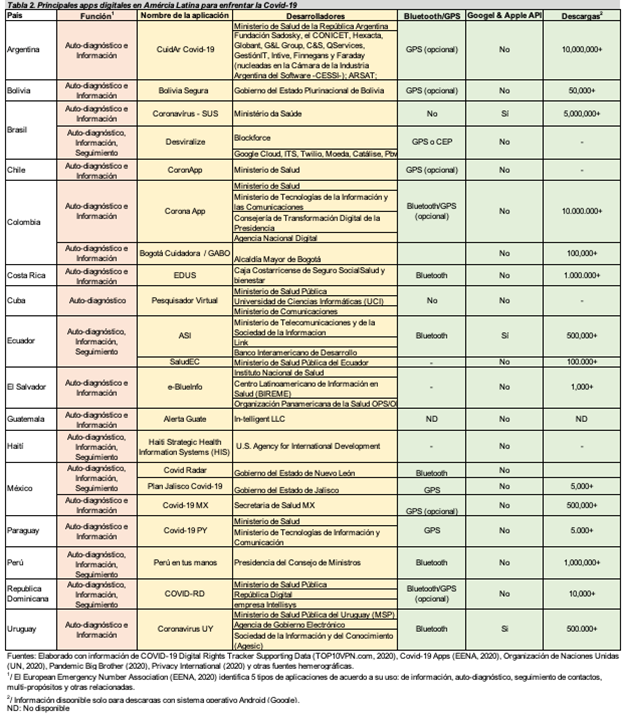 Tabla 2. Principales apps digitales en Amércia Latina para enfrentar la Covid-19
País Función1 Nombre de la aplicación Desarrolladores Bluetooth/GPS Googel & Apple API Descargas2
Argentina Auto-diagnóstico e Información CuidAr Covid-19 Ministerio de Salud de la República Argentina
Fundación Sadosky, el CONICET, Hexacta,
Globant, G&L Group, C&S, QServices,
GestiónIT, Intive, Finnegans y Faraday
(nucleadas en la Cámara de la Industria
Argentina del Software -CESSI-); ARSAT;
GPS (opcional) No 10,000,000+
Bolivia Auto-diagnóstico e Información Bolivia Segura Gobierno del Estado Plurinacional de Bolivia GPS (opcional) No 50,000+
Brasil Auto-diagnóstico e Información Coronavírus - SUS Ministério da Saúde No Sí 5,000,000+
Auto-diagnóstico, Información, Seguimiento Desviralize Blockforce
Google Cloud, ITS, Twilio, Moeda, Catálise,
GPS o CEP No -
Chile Auto-diagnóstico e Información CoronApp Ministerio de Salud GPS (opcional) No -
Colombia Auto-diagnóstico e Información Corona App Ministerio de Salud
Ministerio de Tecnologías de la Información y
las Comunicaciones
Consejería de Transformación Digital de la
Presidencia
Agencia Nacional Digital
Bluetooth/GPS (opcional) No 10.000.000+
Auto-diagnóstico e Información Bogotá Cuidadora / GABO Alcaldía Mayor de Bogotá No 100,000+
Costa Rica Auto-diagnóstico e Información EDUS Caja Costarricense de Seguro SocialSalud y
bienestar
Bluetooth No 1.000.000+
Cuba Auto-diagnóstico Pesquisador Virtual Ministerio de Salud Pública
Universidad de Ciencias Informáticas (UCI)
Ministerio de Comunicaciones
No No -
Ecuador Auto-diagnóstico, Información, Seguimiento ASI Ministerio de Telecomunicaciones y de la
Sociedad de la Informacion
Link
Banco Interamericano de Desarrollo
Bluetooth Sí 500,000+
SaludEC Ministerio de Salud Pública del Ecuador - No 100.000+
El Salvador Auto-diagnóstico e Información e-BlueInfo Instituto Nacional de Salud
Centro Latinoamericano de Información en
Salud (BIREME)
Organización Panamericana de la Salud
- No 1,000+
Guatemala Auto-diagnóstico e Información Alerta Guate In-telligent LLC ND No ND
Haití Auto-diagnóstico, Información, Seguimiento Haiti Strategic Health
Information Systems (HIS)
U.S. Agency for International Development - No -
México Auto-diagnóstico, Información, Seguimiento Covid Radar Gobierno del Estado de Nuevo León Bluetooth No
Plan Jalisco Covid-19 Gobierno del Estado de Jalisco GPS No 5,000+
Auto-diagnóstico e Información Covid-19 MX Secretaria de Salud MX GPS (opcional) No 500,000+
Paraguay Auto-diagnóstico e Información Covid-19 PY Ministerio de Salud
Ministerio de Tecnologías de Información y
Comunicación
GPS No 5.000+
Perú Auto-diagnóstico, Información, Seguimiento Perú en tus manos Presidencia del Consejo de Ministros Bluetooth No 1,000,000+
Republica Dominicana Auto-diagnóstico, Información, Seguimiento COVID-RD Ministerio de Salud Pública
República Digital
empresa Intellisys
Bluetooth/GPS (opcional) No 10,000+
Uruguay Auto-diagnóstico e Información Coronavirus UY Ministerio de Salud Pública del Uruguay (MSP)
Agencia de Gobierno Electrónico
Sociedad de la Información y del Conocimiento
(Agesic)
Bluetooth Si 500.000+
Fuentes: Elaborado con información de COVID-19 Digital Rights Tracker Supporting Data (TOP10VPN.com, 2020), Covid-19 Apps (EENA, 2020), Organización de Naciones Unidas
(UN, 2020), Pandemic Big Brother (2020), Privacy International (2020) y otras fuentes hemerográficas.
1/ El European Emergency Number Association (EENA, 2020) identifica 5 tipos de aplicaciones de acuerdo a su uso: de información, auto-diagnóstico, seguimiento de contactos,
multi-propósitos y otras relacionadas.
2/ Información disponible solo para descargas con sistema operativo Android (Google).
ND: No disponible